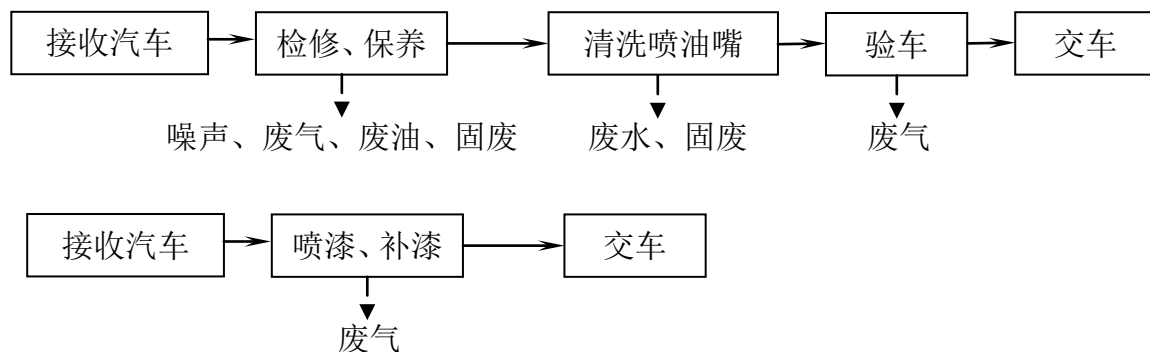 接收汽车 检修、保养 清洗喷油嘴 验车 交车
噪声、废气、废油、固废 废水、固废 废气
接收汽车 喷漆、补漆 交车
废气